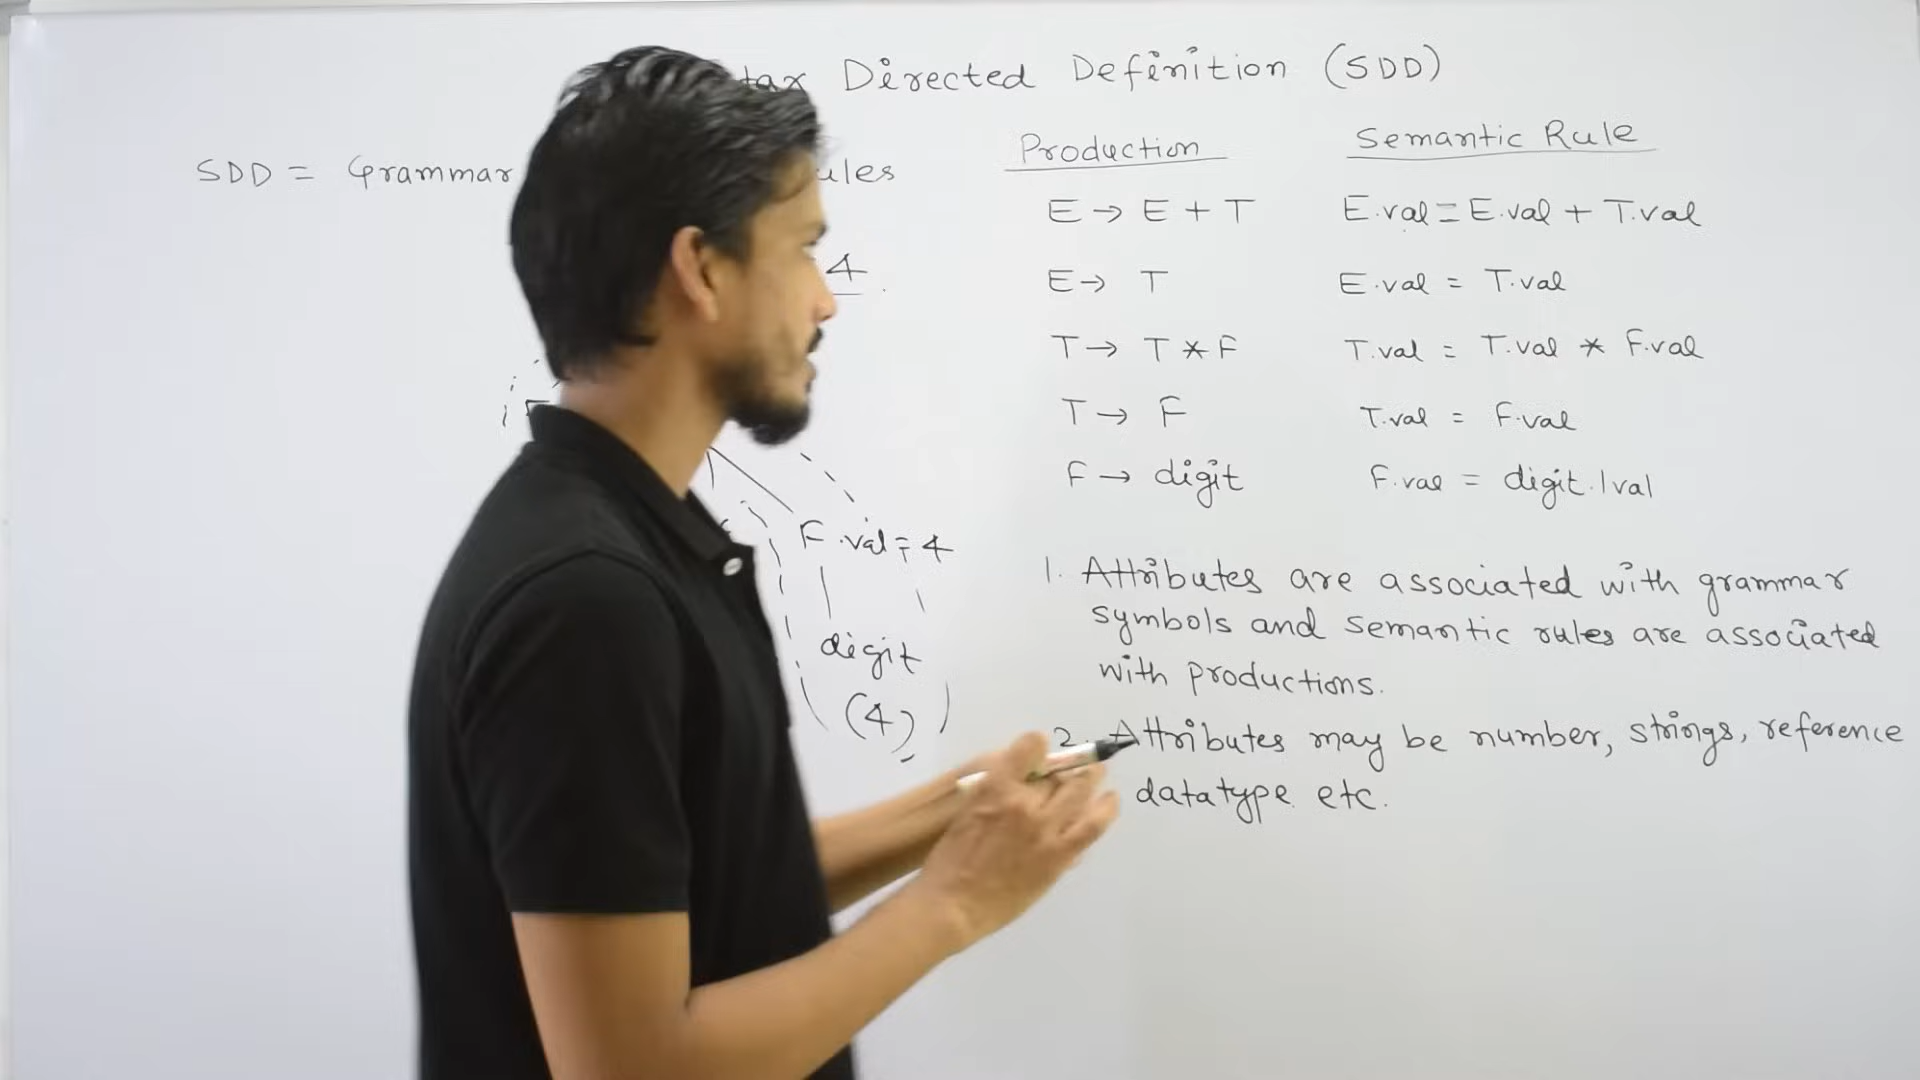 Directed Definition (SDD)
SDD = Grammar
4
F.val = 4
digit
(4)
Production Semantic Rule
E → E + T E.val = E.val + T.val
E → T E.val = T.val
T → T * F T.val = T.val * F.val
T → F T.val = F.val
F → digit F.val = digit.lval
1. Attributes are associated with grammar
symbols and semantic rules are associated
with productions.
2. Attributes may be number, strings, reference
datatype etc.